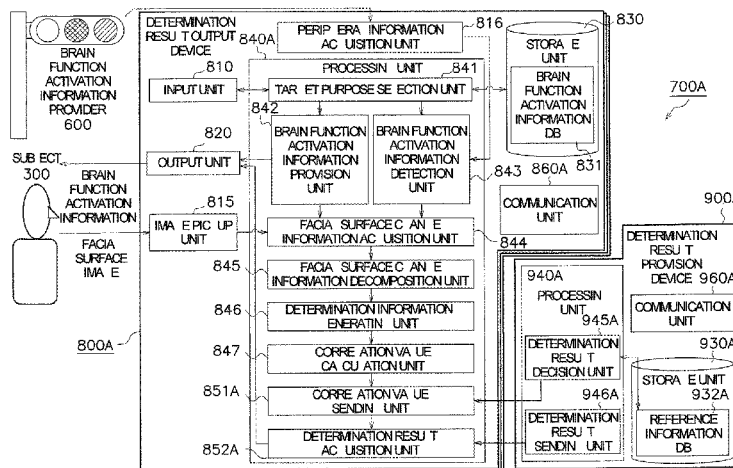 BRAIN
FUNCTION
ACTIVATION
INFORMATION
PROVIDER
600
SUB ECT
300
BRAIN
FUNCTION
ACTIVATION
INFORMATION
FACIA
SURFACE
IMA E
800A
DETERMINATION
RESU T OUTPUT
DEVICE
840A
810
INPUT UNIT
820
OUTPUT UNIT
815
IMA E PIC UP
UNIT
PERIP ERA INFORMATION
AC UISITION UNIT
816
PROCESSIN UNIT
841
TAR ET PURPOSE SE ECTION UNIT
842
BRAIN FUNCTION
ACTIVATION
INFORMATION
PROVISION
UNIT
BRAIN FUNCTION
ACTIVATION
INFORMATION
DETECTION
UNIT
843
FACIA SURFACE C AN E
INFORMATION AC UISITION UNIT
844
845
FACIA SURFACE C AN E
INFORMATION DECOMPOSITION UNIT
846
DETERMINATION INFORMATION
ENERATIN UNIT
847
CORRE ATION VA UE
CA CU ATION UNIT
851A
CORRE ATION VA UE
SENDIN UNIT
852A
DETERMINATION RESU T
AC UISITION UNIT
830
STORA E
UNIT
BRAIN
FUNCTION
ACTIVATION
INFORMATION
DB
831
860A
COMMUNICATION
UNIT
700A
900A
DETERMINATION
RESU T
PROVISION
DEVICE
960A
COMMUNICATION
UNIT
940A
PROCESSIN
UNIT
945A
DETERMINATION
RESU T
DECISION UNIT
946A
DETERMINATION
RESU T
SENDIN UNIT
930A
STORA E UNIT
932A
REFERENCE
INFORMATION
DB